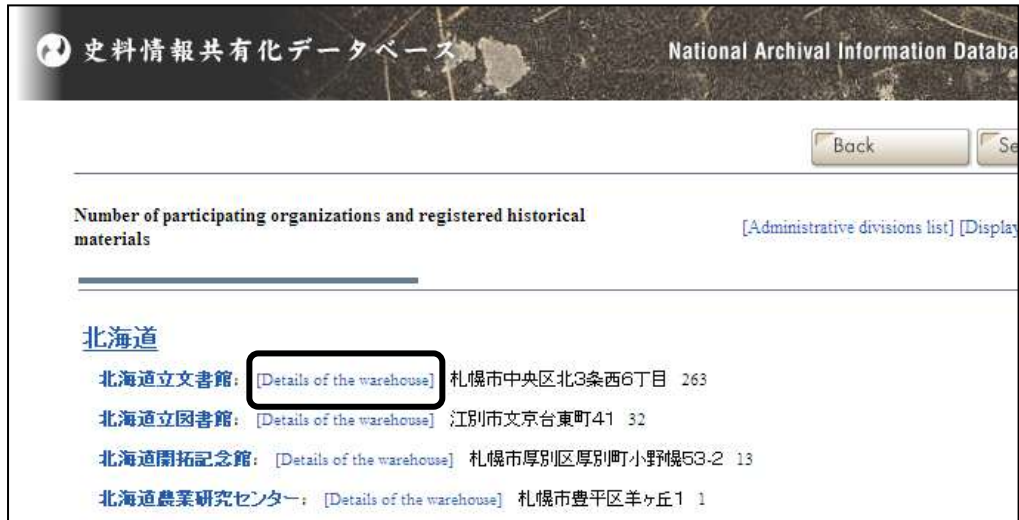 史料情報共有化データベース
National Archival Information Databa
Back
Se
Number of participating organizations and registered historical
materials
[Administrative divisions list] [Display
北海道
北海道立文書館: [Details of the warehouse] 札幌市中央区北3条西6丁目 263
北海道立図書館: [Details of the warehouse] 江別市文京台東町41 32
北海道開拓記念館: [Details of the warehouse] 札幌市厚別区厚別町小野幌53-2 13
北海道農業研究センター: [Details of the warehouse] 札幌市豊平区羊ヶ丘1 1